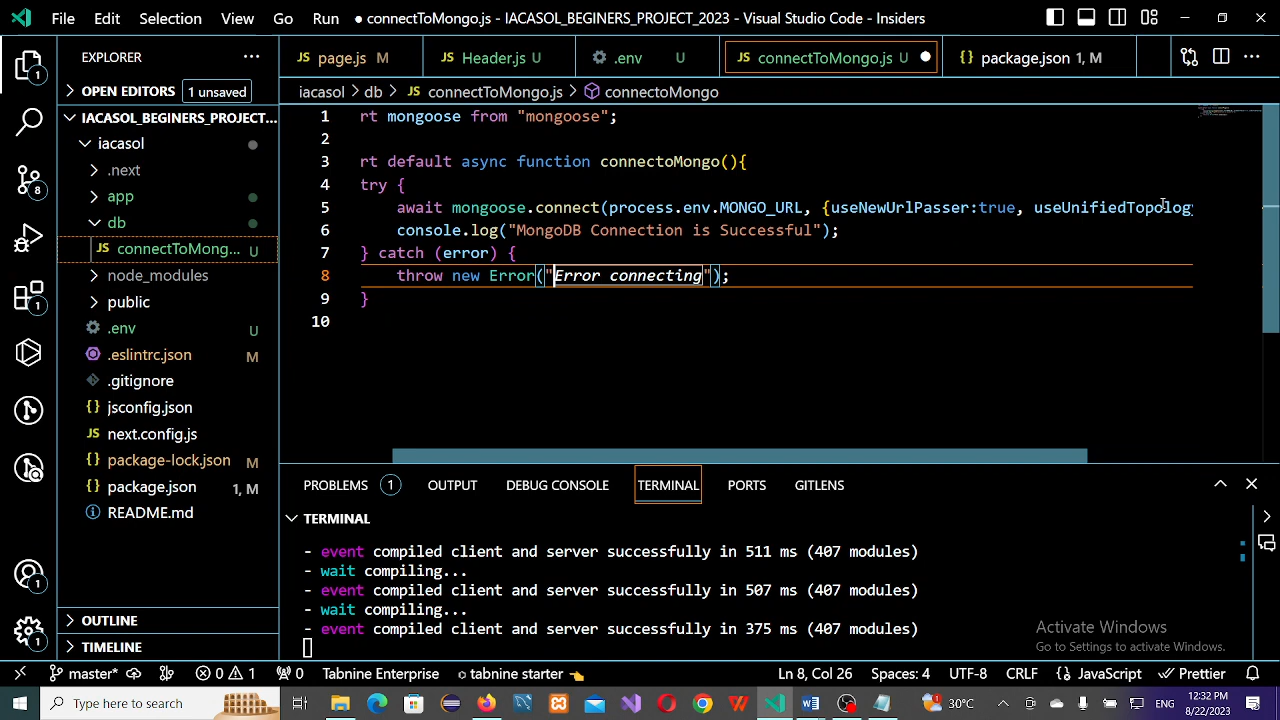 File Edit Selection View Go Run ● connectToMongo.js - IACASOL_BEGINERS_PROJECT_2023 - Visual Studio Code - Insiders
EXPLORER ...
JS page.js M
JS Header.js U
.env U
JS connectToMongo.js U ●
{} package.json 1, M
OPEN EDITORS 1 unsaved
iacasol > db > JS connectToMongo.js > connectoMongo
IACASOL_BEGINERS_PROJECT...
iacasol
.next
app
db
JS connectToMong... U
node_modules
public
.env U
.eslintrc.json M
.gitignore
jsconfig.json
JS next.config.js
{} package-lock.json M
{} package.json 1, M
README.md
OUTLINE
TIMELINE
1 rt mongoose from "mongoose";
2
3 rt default async function connectoMongo(){
4 try {
5 await mongoose.connect(process.env.MONGO_URL, {useNewUrlPasser:true, useUnifiedTopology
6 console.log("MongoDB Connection is Successful");
7 } catch (error) {
8 throw new Error("Error connecting");
9 }
10
PROBLEMS 1 OUTPUT DEBUG CONSOLE TERMINAL PORTS GITLENS
TERMINAL
- event compiled client and server successfully in 511 ms (407 modules)
- wait compiling...
- event compiled client and server successfully in 507 ms (407 modules)
- wait compiling...
- event compiled client and server successfully in 375 ms (407 modules)
Activate Windows
Go to Settings to activate Windows.
master* 0 1 0 Tabnine Enterprise tabnine starter Ln 8, Col 26 Spaces: 4 UTF-8 CRLF {} JavaScript Prettier
Type here to search
30°C ENG 12:32 PM
8/22/2023